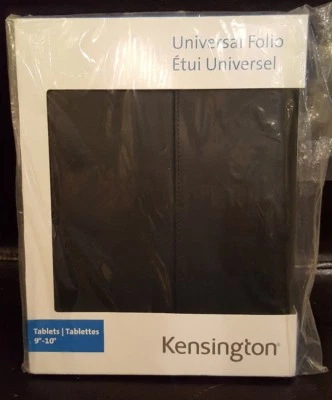 Universal Folio
Étui Universel
Tablets | Tablettes
9"-10"
Kensington®